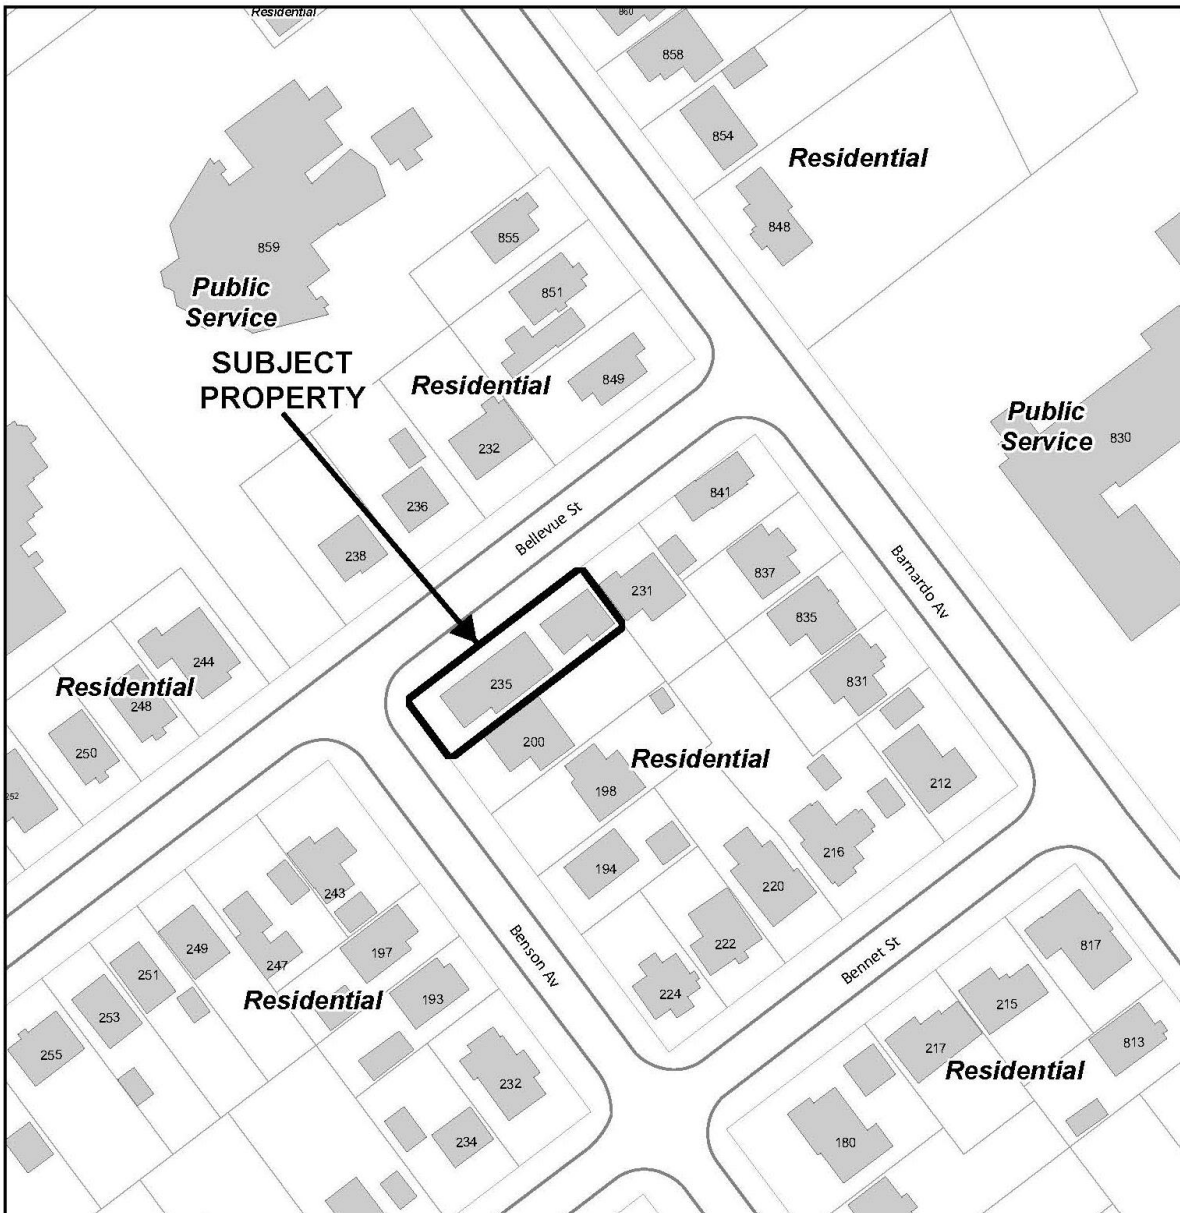 Residential
860
858
854
Residential
848
855
859
851
Public
Service
SUBJECT
PROPERTY
Residential
849
Public
Service
830
232
236
238
841
Bellevue St
Barnardo Av
837
231
835
244
235
831
Residential
248
250
200
Residential
212
198
252
216
194
220
243
222
249
197
247
251
Benson Av
Bennet St
817
224
Residential
193
215
253
217
813
255
Residential
232
234
180